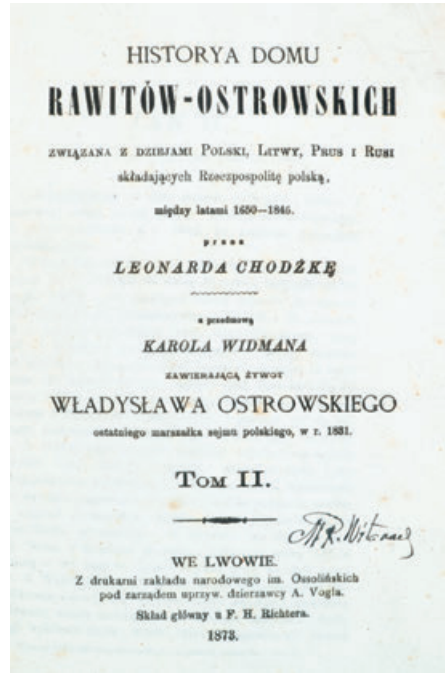 HISTORYA DOMU
RAWITÓW-OSTROWSKICH
ZWIĄZANA Z DZIEJAMI POLSKI, LITWY, PRUS I RUSI
składających Rzeczpospolitę polską,
między latami 1650—1846.
przez
LEONARDA CHODŹKĘ
z przedmową
KAROLA WIDMANA
ZAWIERAJĄCĄ ŻYWOT
WŁADYSŁAWA OSTROWSKIEGO
ostatniego marszałka sejmu polskiego, w r. 1831.
TOM II.
WE LWOWIE.
Z drukarni zakładu narodowego im. Ossolińskich
pod zarządem uprzyw. dzierzawcy A. Vogla.
Skład główny u F. H. Richtera.
1873.